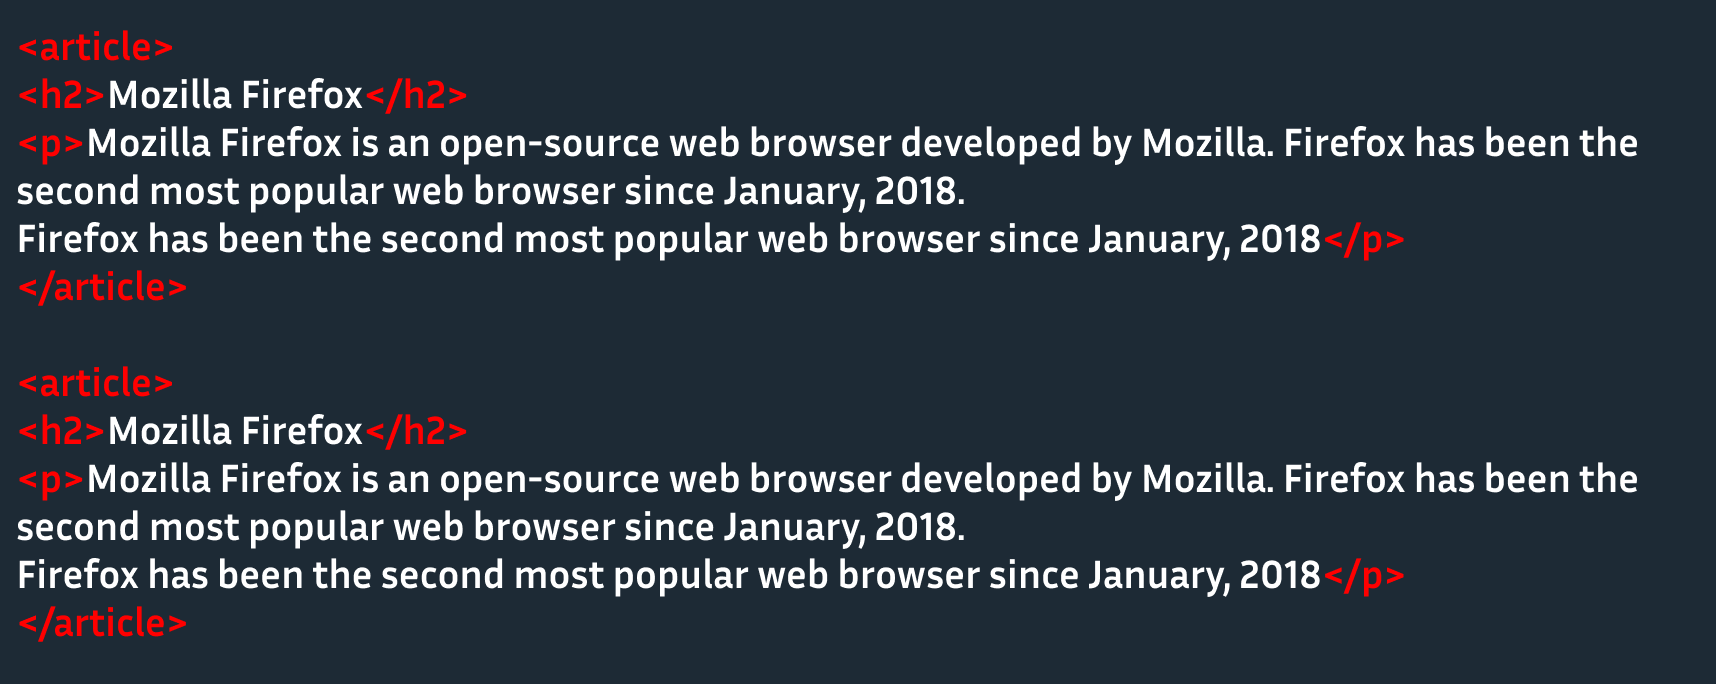 <article>
<h2>Mozilla Firefox</h2>
<p>Mozilla Firefox is an open-source web browser developed by Mozilla. Firefox has been the
second most popular web browser since January, 2018.
Firefox has been the second most popular web browser since January, 2018</p>
</article>

<article>
<h2>Mozilla Firefox</h2>
<p>Mozilla Firefox is an open-source web browser developed by Mozilla. Firefox has been the
second most popular web browser since January, 2018.
Firefox has been the second most popular web browser since January, 2018</p>
</article>